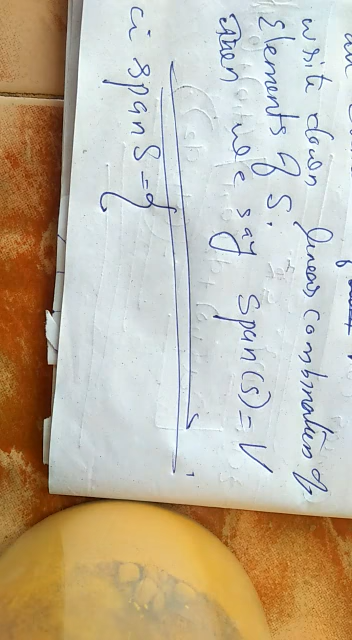 write down linear combination of
Elements of S.
Then we say span(S) = V
span S = {